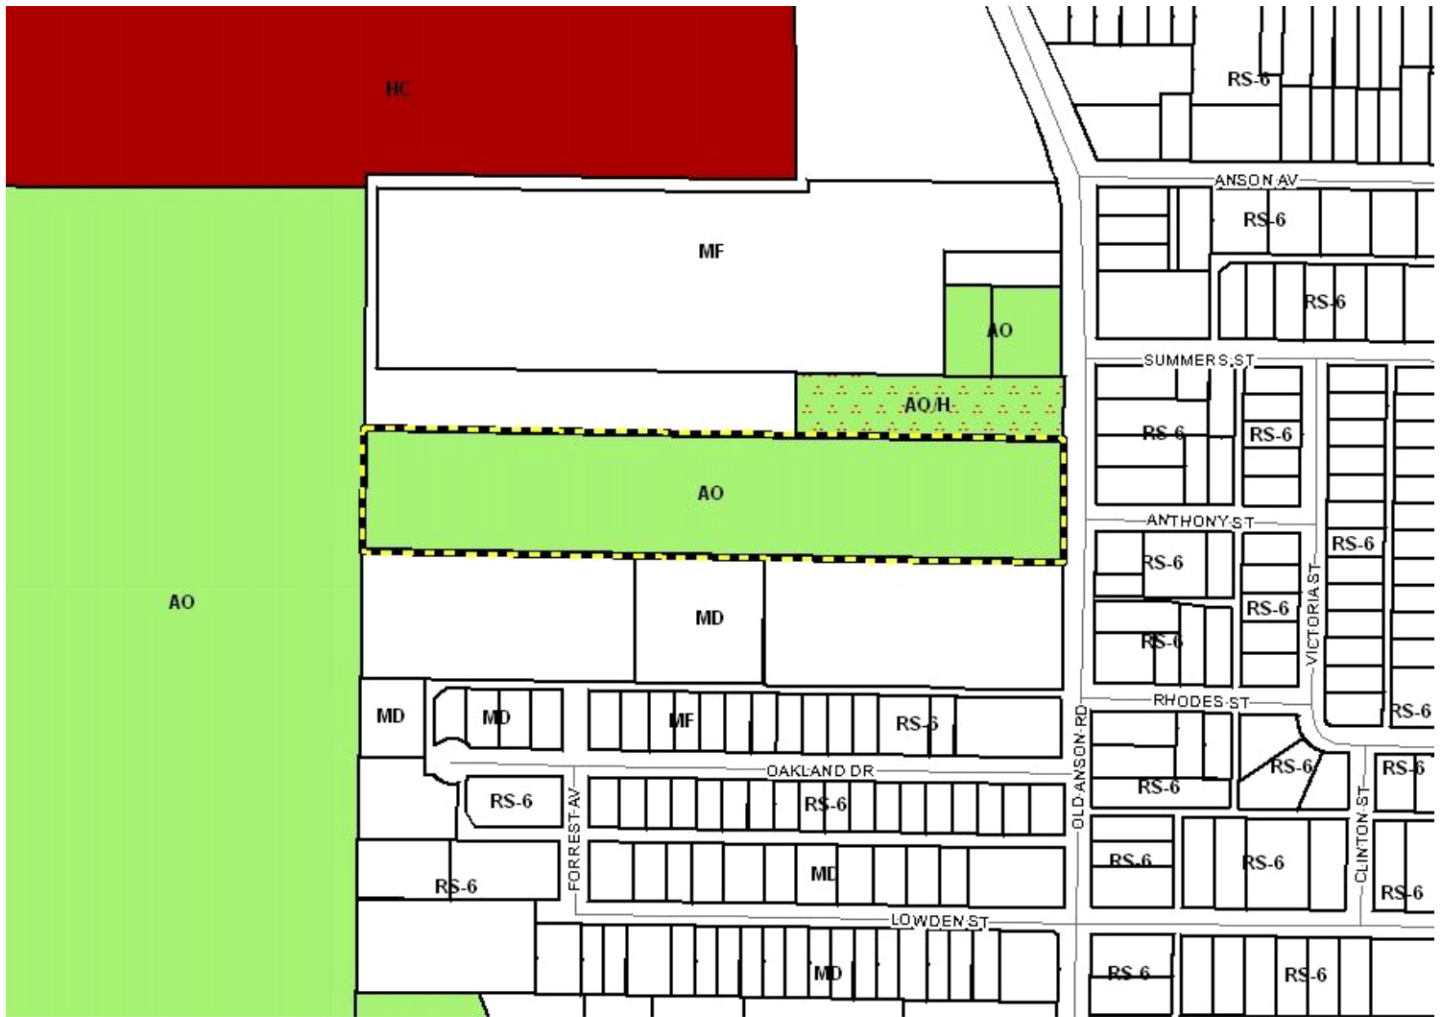 HC
RS-6
ANSON AV
RS-6
MF
RS-6
AO
SUMMERS ST
AO/H
RS-6
RS-6
AO
ANTHONY ST
RS-6
RS-6
VICTORIA ST
AO
RS-6
MD
RS-6
RHODES ST
MD
MD
MF
RS-6
RS-6
OLD ANSON RD
OAKLAND DR
RS-6
RS-6
RS-6
RS-6
RS-6
FORREST AV
CLINTON ST
RS-6
MD
RS-6
RS-6
RS-6
LOWDEN ST
MD
RS-6
RS-6